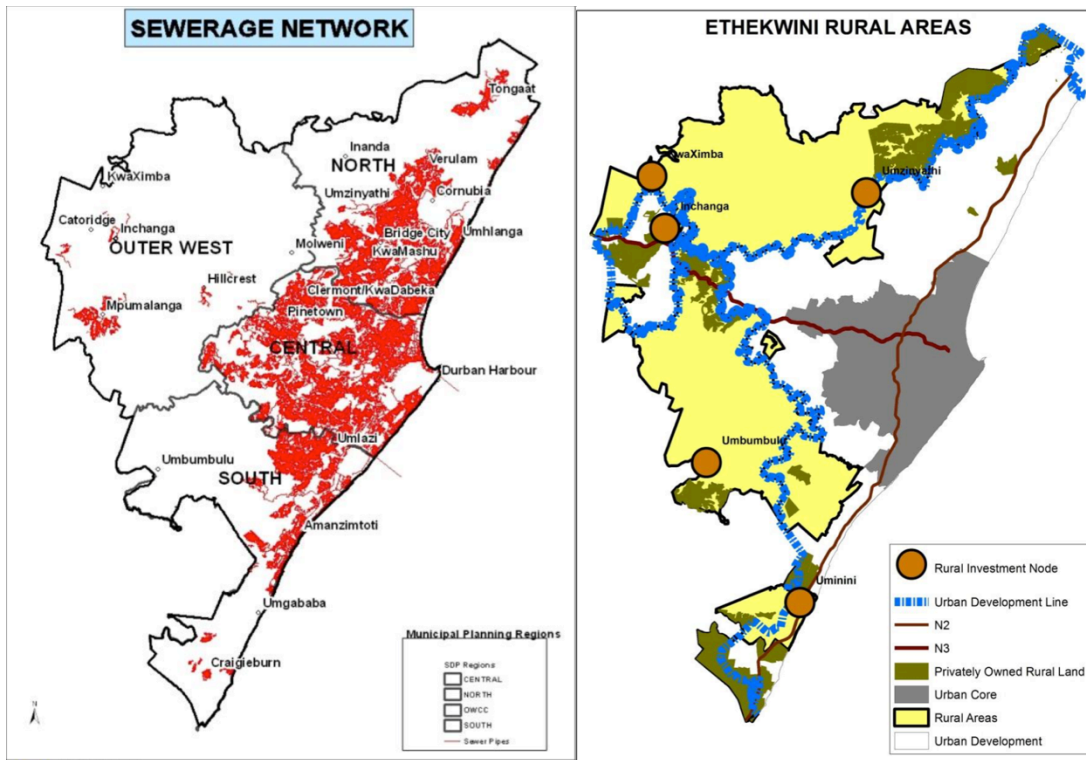 SEWERAGE NETWORK
Tongaat
Inanda
NORTH
Verulam
KwaXimba
Umzinyathi
Cornubia
Catoridge
Inchanga
OUTER WEST
Bridge City
Umhlanga
Molweni
KwaMashu
Hillcrest
Clermont/KwaDabeka
Mpumalanga
Pinetown
CENTRAL
Durban Harbour
Umlazi
Umbumbulu
SOUTH
Amanzimtoti
Umgababa
Craigieburn
N
Municipal Planning Regions
SDP Regions
CENTRAL
NORTH
OWCC
SOUTH
Sewer Pipes
ETHEKWINI RURAL AREAS
KwaXimba
Umzinyathi
Inchanga
Umbumbulu
Uminini
Rural Investment Node
Urban Development Line
N2
N3
Privately Owned Rural Land
Urban Core
Rural Areas
Urban Development